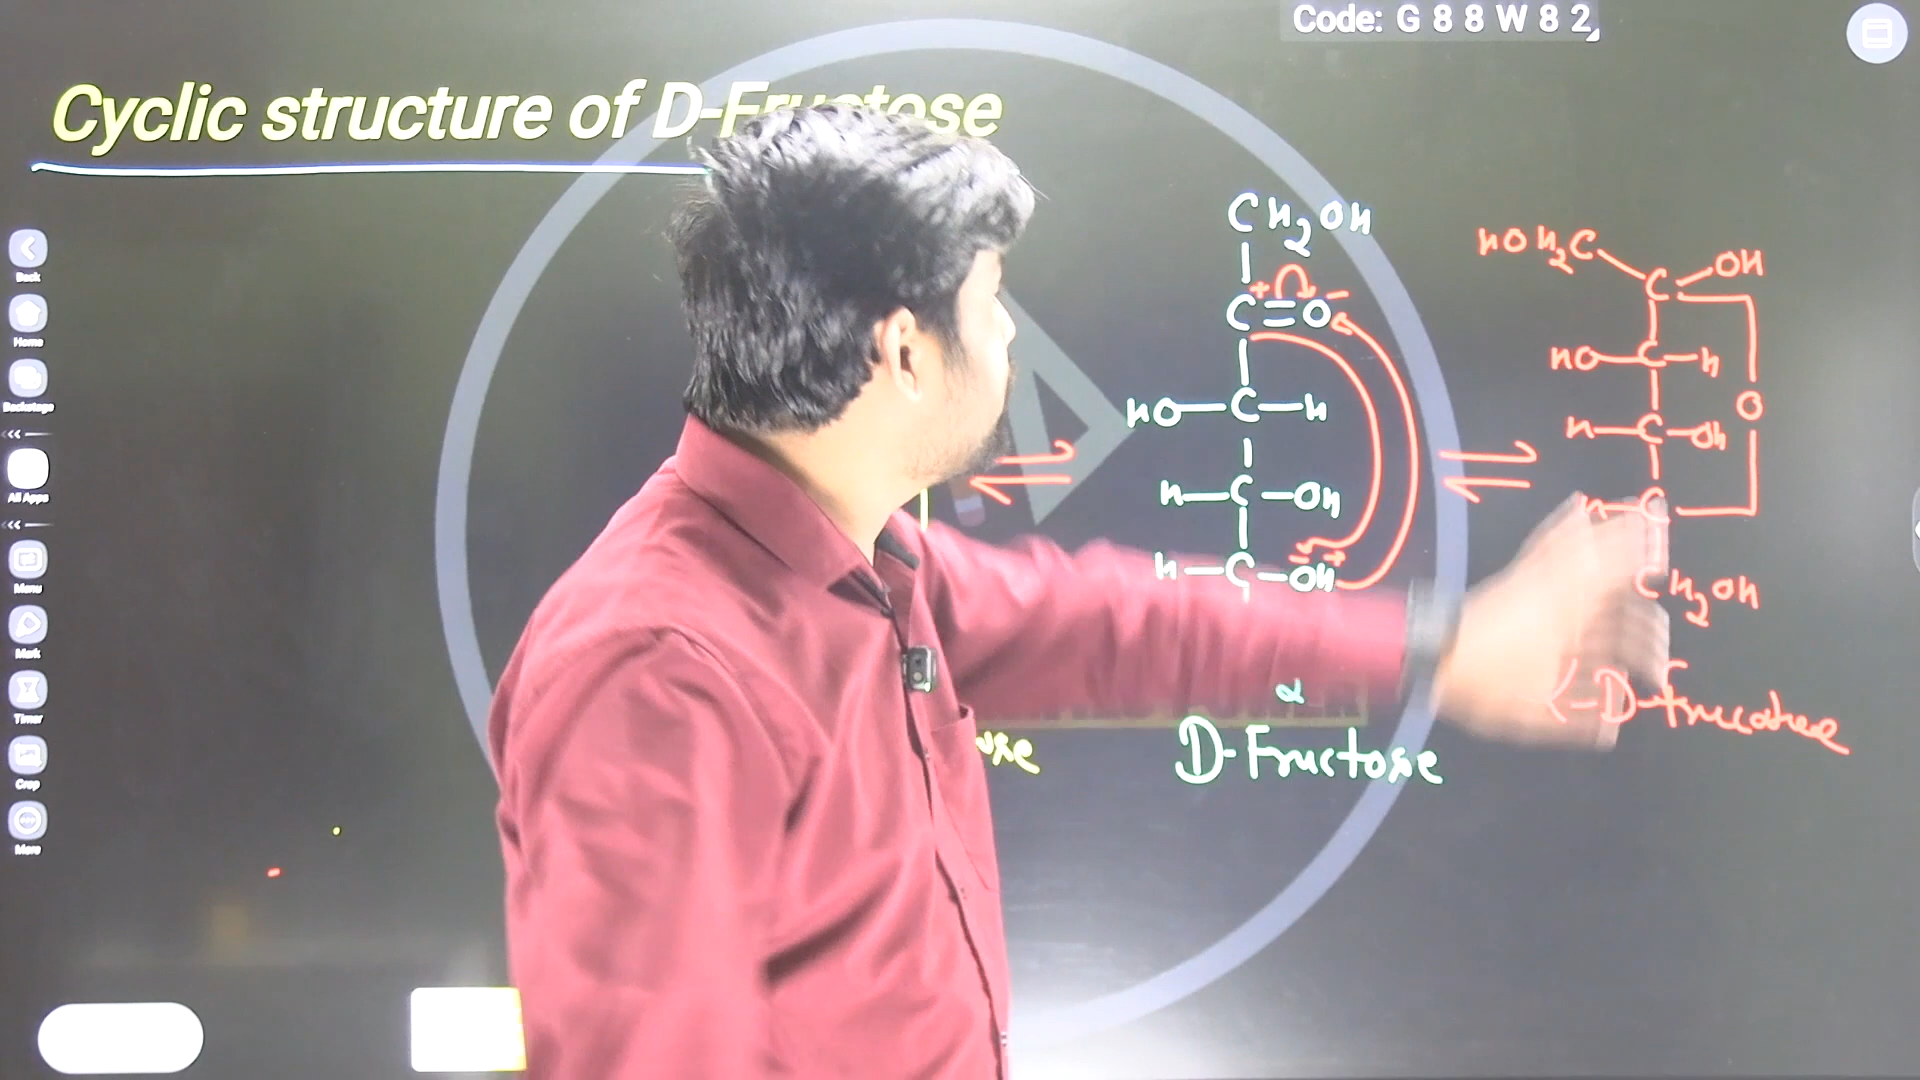 Code: G 8 8 W 8 2
Cyclic structure of D-Fructose
Back
Home
Backstage
All Apps
Menu
Mark
Timer
Crop
More
CH2OH
C=O
HO-C-H
H-C-OH
H-C-OH
α
D-Fructose
HOH2C
C OH
HO-C-H
H-C-OH
O
H-C
CH2OH